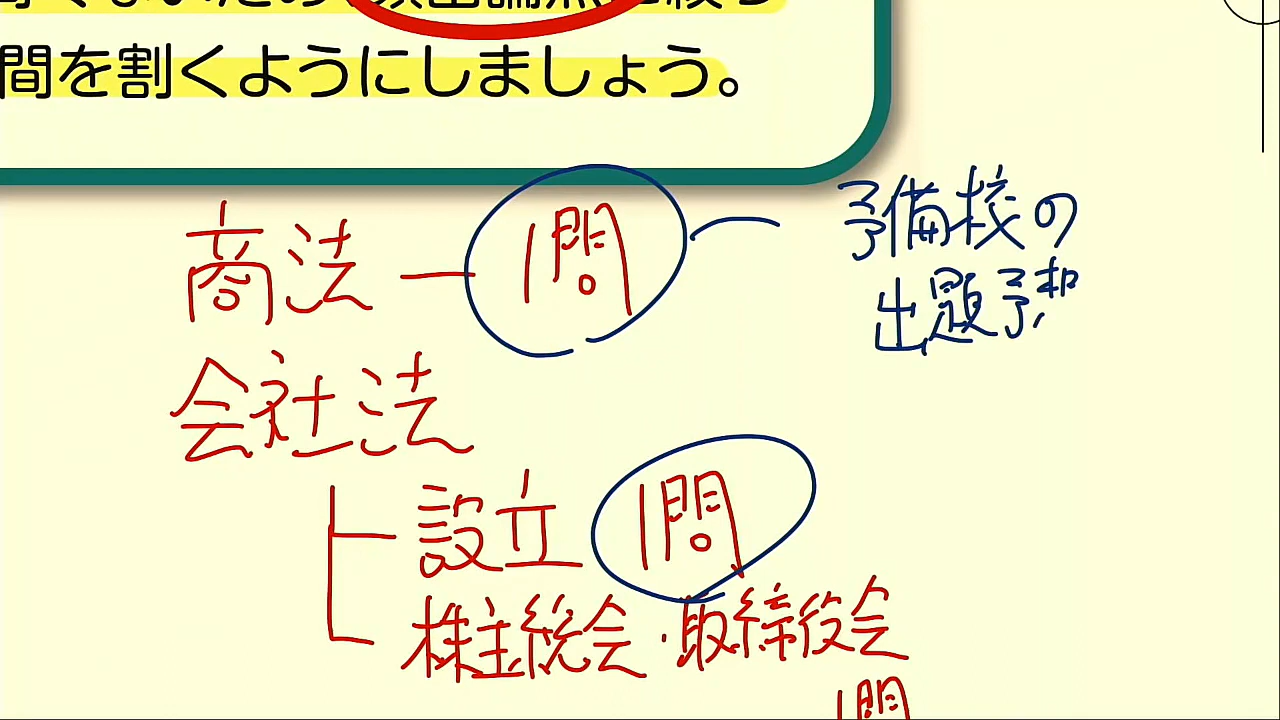 間を割くようにしましょう。
商法 ― 1問
予備校の
出題予想
会社法
設立 1問
株主総会・取締役会
1問